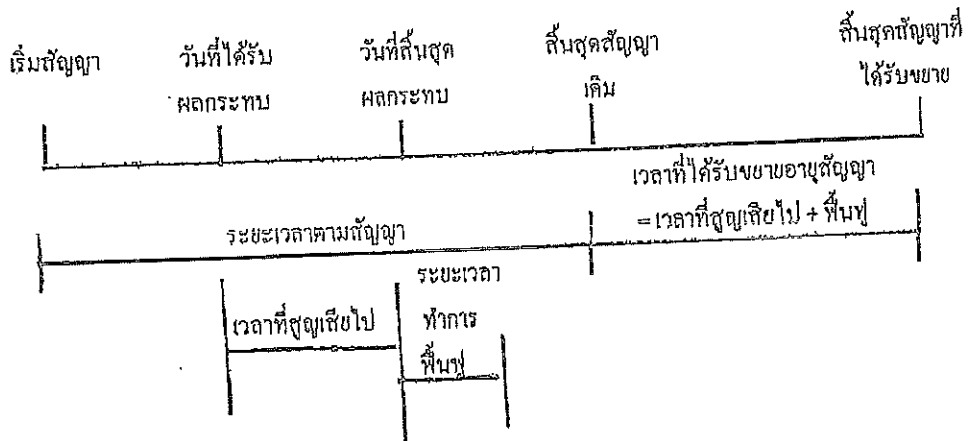 เริ่มสัญญา
วันที่ได้รับ
ผลกระทบ
วันที่สิ้นสุด
ผลกระทบ
สิ้นสุดสัญญา
เดิม
สิ้นสุดสัญญาที่
ได้รับขยาย
เวลาที่ได้รับขยายอายุสัญญา
=เวลาที่สูญเสียไป + ฟื้นฟู
ระยะเวลาตามสัญญา
ระยะเวลา
ทำการ
ฟื้นฟู
เวลาที่สูญเสียไป